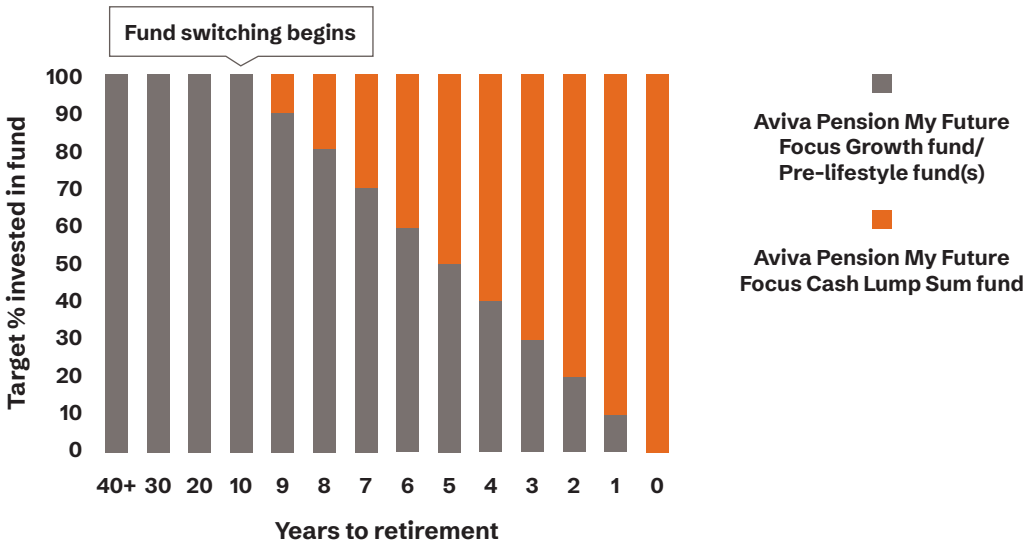 Fund switching begins
Target % invested in fund
100
90
80
70
60
50
40
30
20
10
0
40+ 30 20 10 9 8 7 6 5 4 3 2 1 0
Years to retirement
Aviva Pension My Future
Focus Growth fund/
Pre-lifestyle fund(s)
Aviva Pension My Future
Focus Cash Lump Sum fund